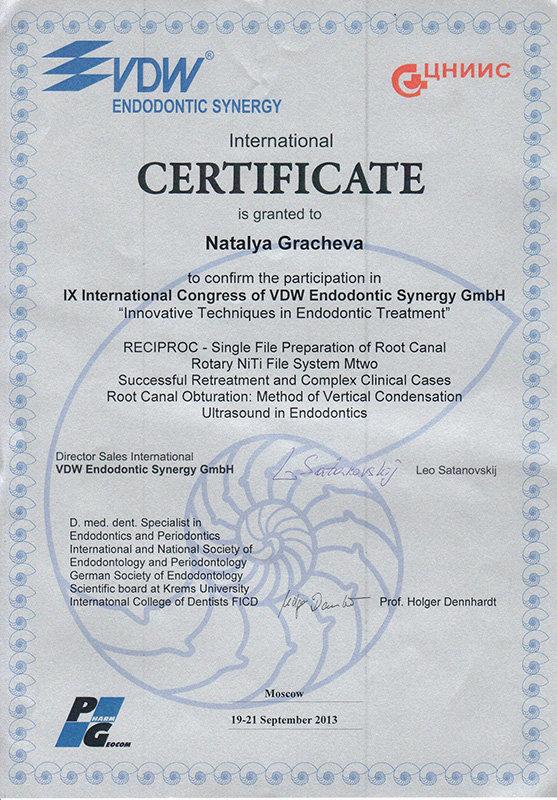 VDW®
ENDODONTIC SYNERGY
ЦНИИС
International
CERTIFICATE
is granted to
Natalya Gracheva
to confirm the participation in
IX International Congress of VDW Endodontic Synergy GmbH
“Innovative Techniques in Endodontic Treatment”
RECIPROC - Single File Preparation of Root Canal
Rotary NiTi File System Mtwo
Successful Retreatment and Complex Clinical Cases
Root Canal Obturation: Method of Vertical Condensation
Ultrasound in Endodontics
Director Sales International
VDW Endodontic Synergy GmbH
L Satanovskij
Leo Satanovskij
D. med. dent. Specialist in
Endodontics and Periodontics
International and National Society of
Endodontology and Periodontology
German Society of Endodontology
Scientific board at Krems University
Internatonal College of Dentists FICD
Prof. Holger Dennhardt
Moscow
19-21 September 2013
PHARM
GEOCOM